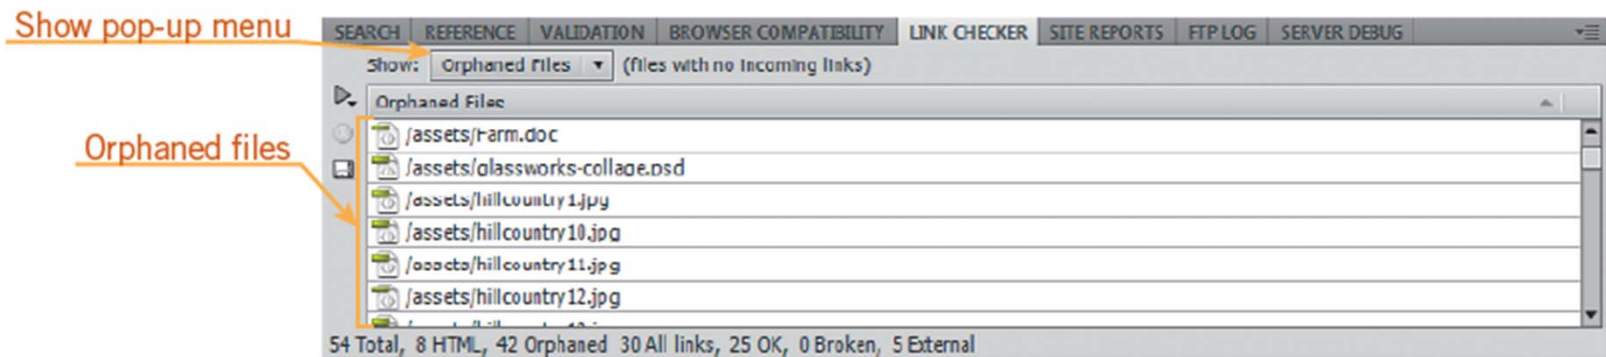 Show pop-up menu
SEARCH REFERENCE VALIDATION BROWSER COMPATIBILITY LINK CHECKER SITE REPORTS FTP LOG SERVER DEBUG
Show: Orphaned Files (files with no incoming links)
Orphaned Files
Orphaned files
/assets/Farm.doc
/assets/glassworks-collage.psd
/assets/hillcountry1.jpg
/assets/hillcountry10.jpg
/assets/hillcountry11.jpg
/assets/hillcountry12.jpg
54 Total, 8 HTML, 42 Orphaned 30 All links, 25 OK, 0 Broken, 5 External